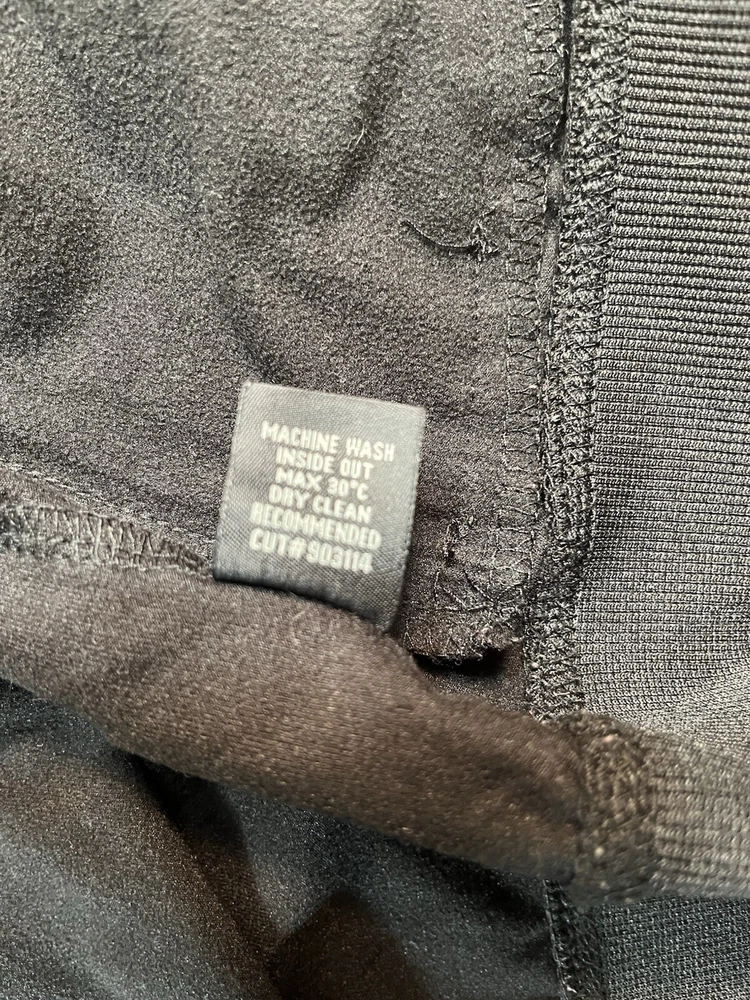 MACHINE WASH
INSIDE OUT
MAX 30°C
DRY CLEAN
RECOMMENDED
CUT#903114